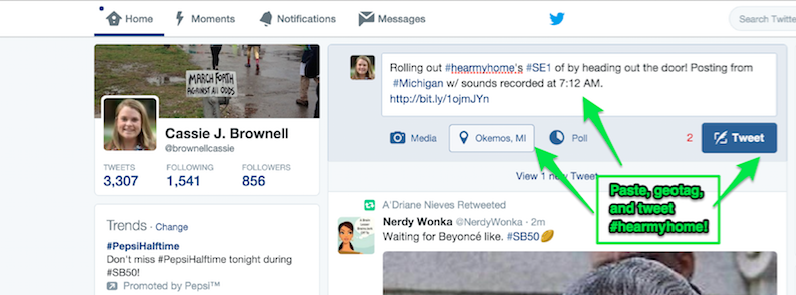 Home
Moments
Notifications
Messages
Search Twitte
MARCH FORTH
AGAINST ALL ODDS
Cassie J. Brownell
@brownellcassie
TWEETS FOLLOWING FOLLOWERS
3,307 1,541 856
Trends · Change
#PepsiHalftime
Don't miss #PepsiHalftime tonight during
#SB50!
Promoted by Pepsi™
Rolling out #hearmyhome's #SE1 of by heading out the door! Posting from
#Michigan w/ sounds recorded at 7:12 AM.
http://bit.ly/1ojmJYn
Media
Okemos, MI
Poll
2
Tweet
View 1 new Tweet
Paste, geotag,
and tweet
#hearmyhome!
A'Driane Nieves Retweeted
Nerdy Wonka @NerdyWonka · 2m
Waiting for Beyoncé like. #SB50